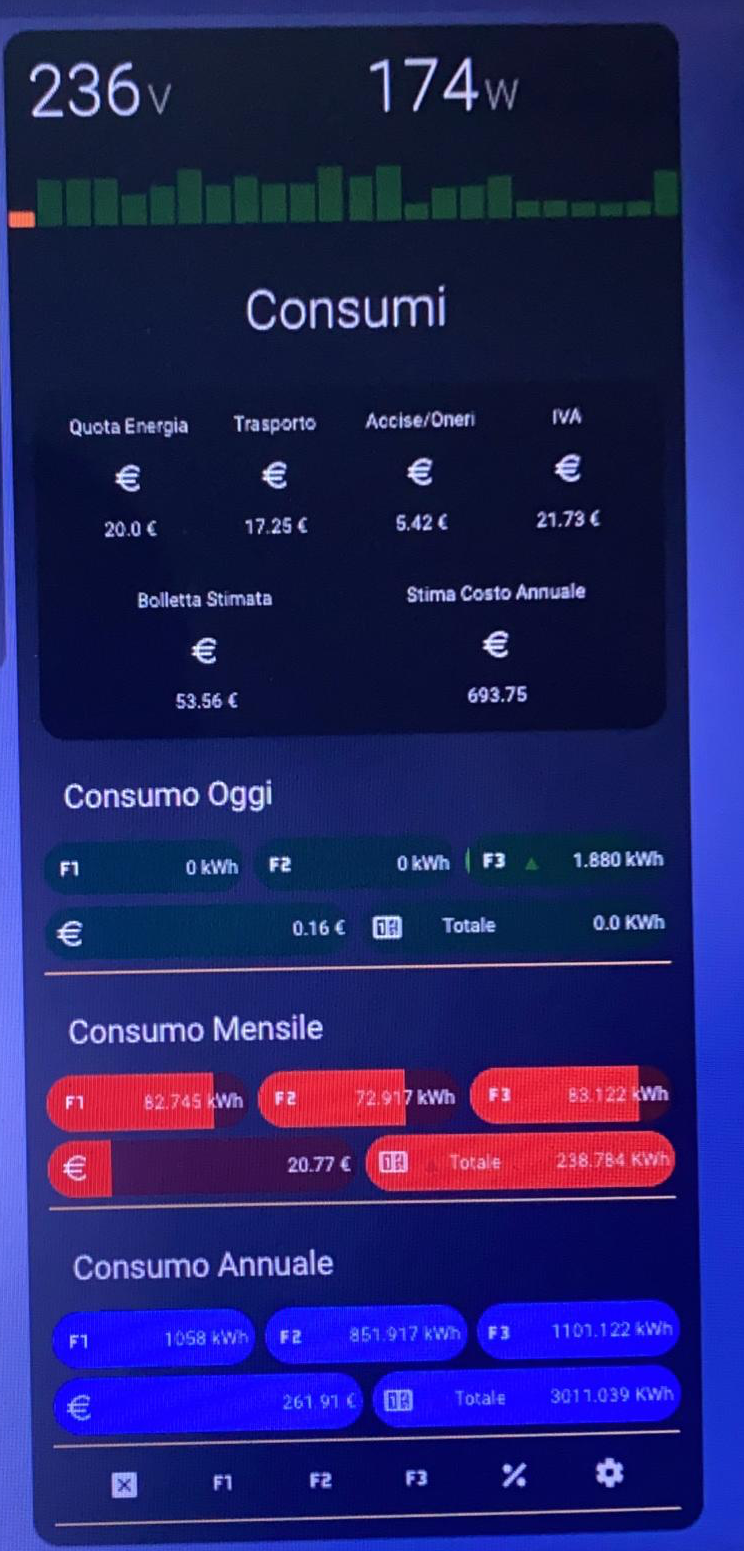 236 V 174 W
Consumi
Quota Energia Trasporto Accise/Oneri IVA
€ € € €
20.0 € 17.25 € 5.42 € 21.73 €
Bolletta Stimata Stima Costo Annuale
€ €
53.56 € 693.75
Consumo Oggi
F1 0 kWh F2 0 kWh F3 1.880 kWh
€ 0.16 € Totale 0.0 KWh
Consumo Mensile
F1 82.745 kWh F2 72.917 kWh F3 83.122 kWh
€ 20.77 € Totale 238.784 KWh
Consumo Annuale
F1 1058 kWh F2 851.917 kWh F3 1101.122 kWh
€ 261.91 € Totale 3011.039 KWh
F1 F2 F3 %